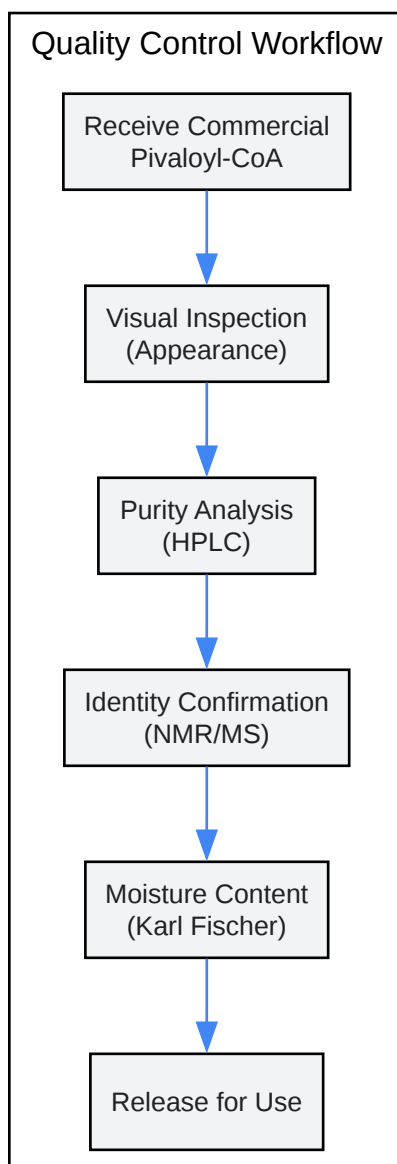 Quality Control Workflow
Receive Commercial
Pivaloyl-CoA
Visual Inspection
(Appearance)
Purity Analysis
(HPLC)
Identity Confirmation
(NMR/MS)
Moisture Content
(Karl Fischer)
Release for Use